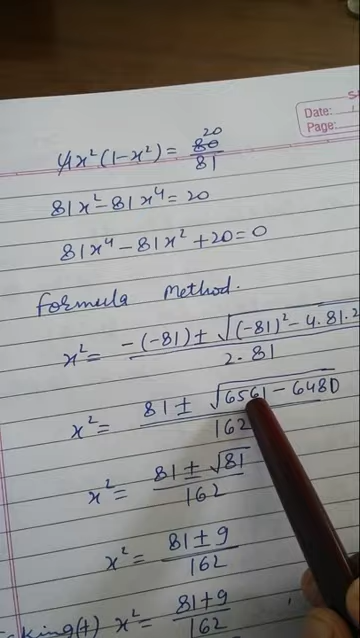 Date:
Page:
4x²(1-x²) = 80/81 20
81x² - 81x⁴ = 20
81x⁴ - 81x² + 20 = 0
formula Method.
x² = -(-81) ± √(-81)² - 4.81.2 / 2.81
x² = 81 ± √6561 - 6480 / 162
x² = 81 ± √81 / 162
x² = 81 ± 9 / 162
king(+) x² = 81+9 / 162